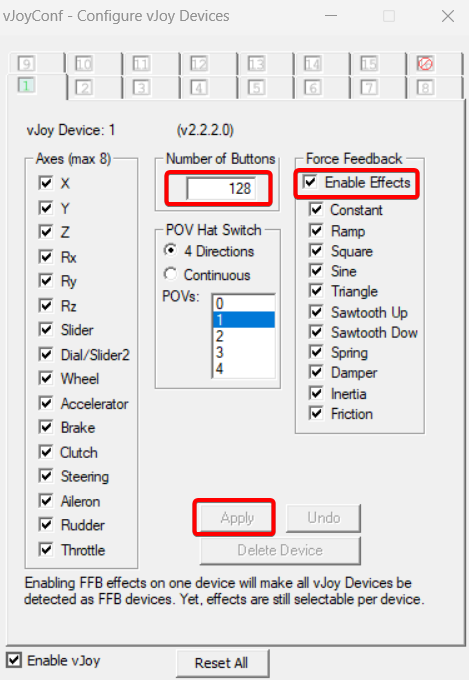 vJoyConf - Configure vJoy Devices
9 10 11 12 13 14 15
1 2 3 4 5 6 7 8
vJoy Device: 1 (v2.2.2.0)
Axes (max 8)
X
Y
Z
Rx
Ry
Rz
Slider
Dial/Slider2
Wheel
Accelerator
Brake
Clutch
Steering
Aileron
Rudder
Throttle
Number of Buttons
128
POV Hat Switch
4 Directions
Continuous
POVs:
0
1
2
3
4
Force Feedback
Enable Effects
Constant
Ramp
Square
Sine
Triangle
Sawtooth Up
Sawtooth Dow
Spring
Damper
Inertia
Friction
Apply Undo
Delete Device
Enabling FFB effects on one device will make all vJoy Devices be
detected as FFB devices. Yet, effects are still selectable per device.
Enable vJoy Reset All